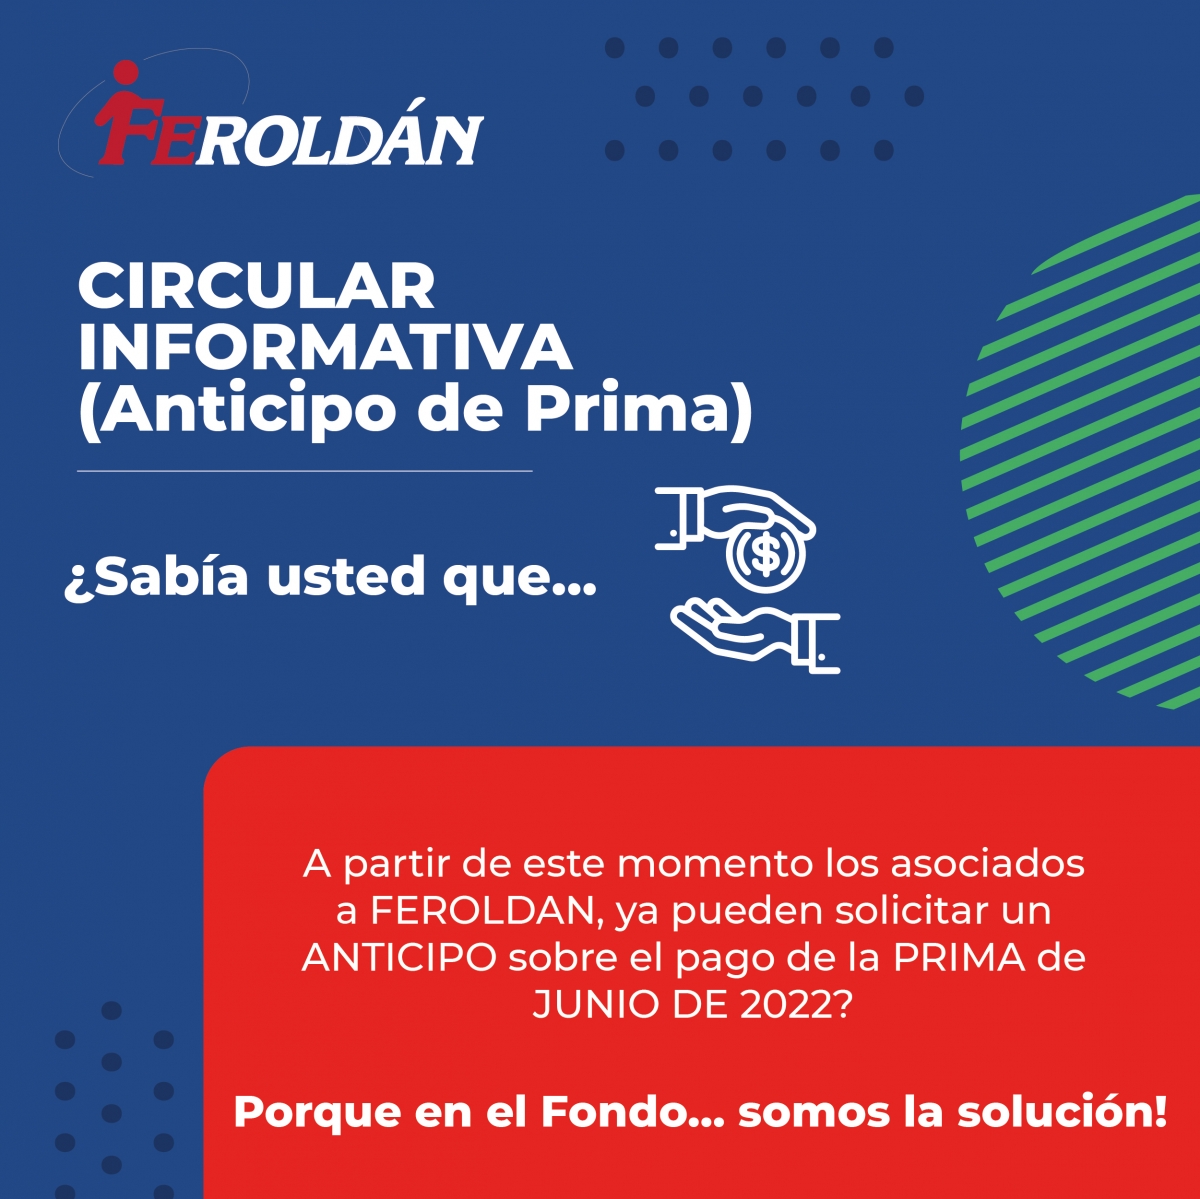 FEROLDÁN
CIRCULAR
INFORMATIVA
(Anticipo de Prima)
¿Sabía usted que...
$
A partir de este momento los asociados
a FEROLDAN, ya pueden solicitar un
ANTICIPO sobre el pago de la PRIMA de
JUNIO DE 2022?
Porque en el Fondo... somos la solución!